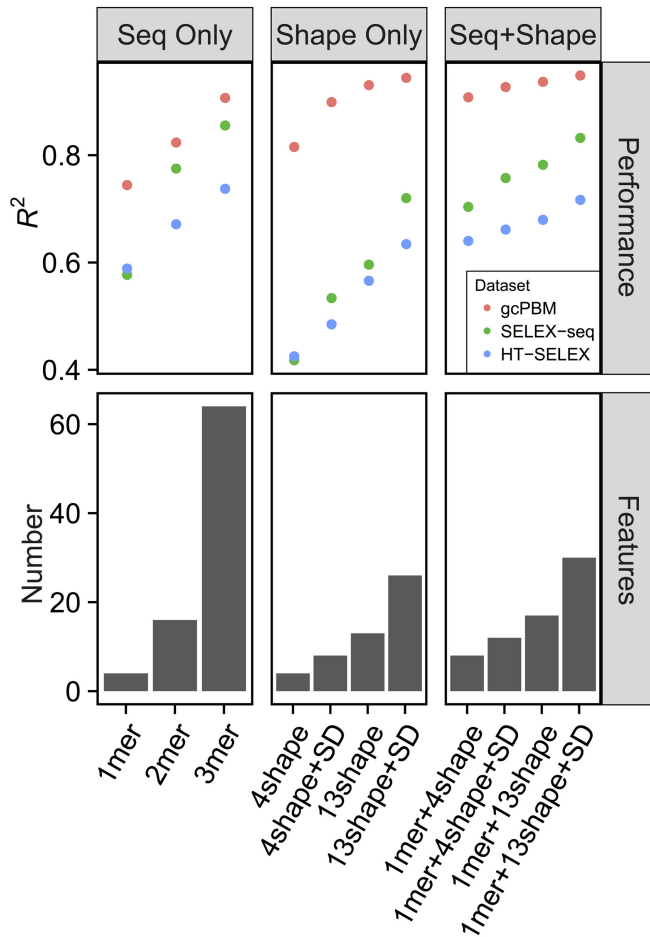 Seq Only
Shape Only
Seq+Shape
R2
0.8
0.6
0.4
Performance
Dataset
gcPBM
SELEX−seq
HT−SELEX
Number
60
40
20
0
Features
1mer
2mer
3mer
4shape
4shape+SD
13shape
13shape+SD
1mer+4shape
1mer+4shape+SD
1mer+13shape
1mer+13shape+SD